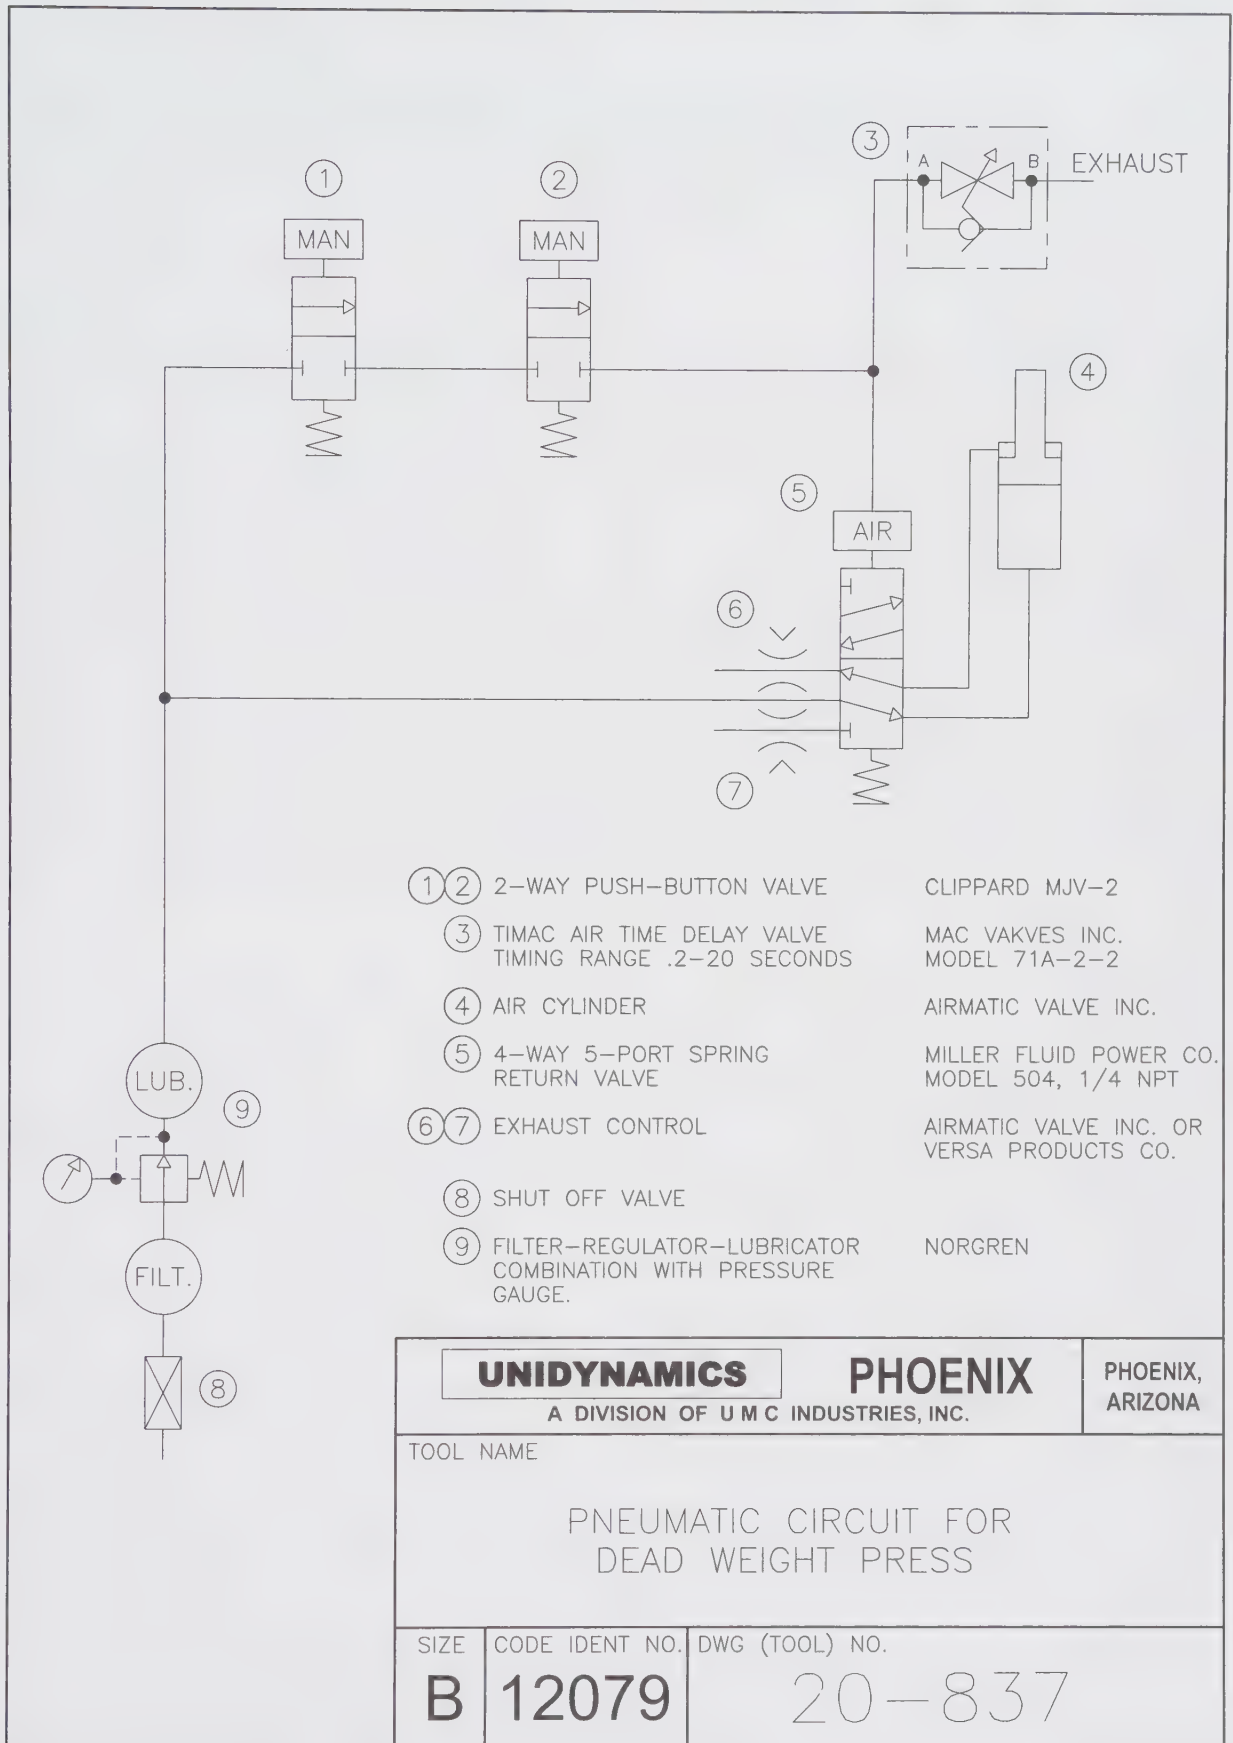 1
2
3
A
B
EXHAUST
MAN
MAN
4
5
AIR
6
7
1 2 2-WAY PUSH-BUTTON VALVE CLIPPARD MJV-2
3 TIMAC AIR TIME DELAY VALVE MAC VAKVES INC.
TIMING RANGE .2-20 SECONDS MODEL 71A-2-2
4 AIR CYLINDER AIRMATIC VALVE INC.
5 4-WAY 5-PORT SPRING MILLER FLUID POWER CO.
RETURN VALVE MODEL 504, 1/4 NPT
6 7 EXHAUST CONTROL AIRMATIC VALVE INC. OR
VERSA PRODUCTS CO.
8 SHUT OFF VALVE
9 FILTER-REGULATOR-LUBRICATOR NORGREN
COMBINATION WITH PRESSURE
GAUGE.
LUB.
9
FILT.
8
UNIDYNAMICS PHOENIX
A DIVISION OF U M C INDUSTRIES, INC.
PHOENIX,
ARIZONA
TOOL NAME
PNEUMATIC CIRCUIT FOR
DEAD WEIGHT PRESS
SIZE
B
CODE IDENT NO.
12079
DWG (TOOL) NO.
20-837